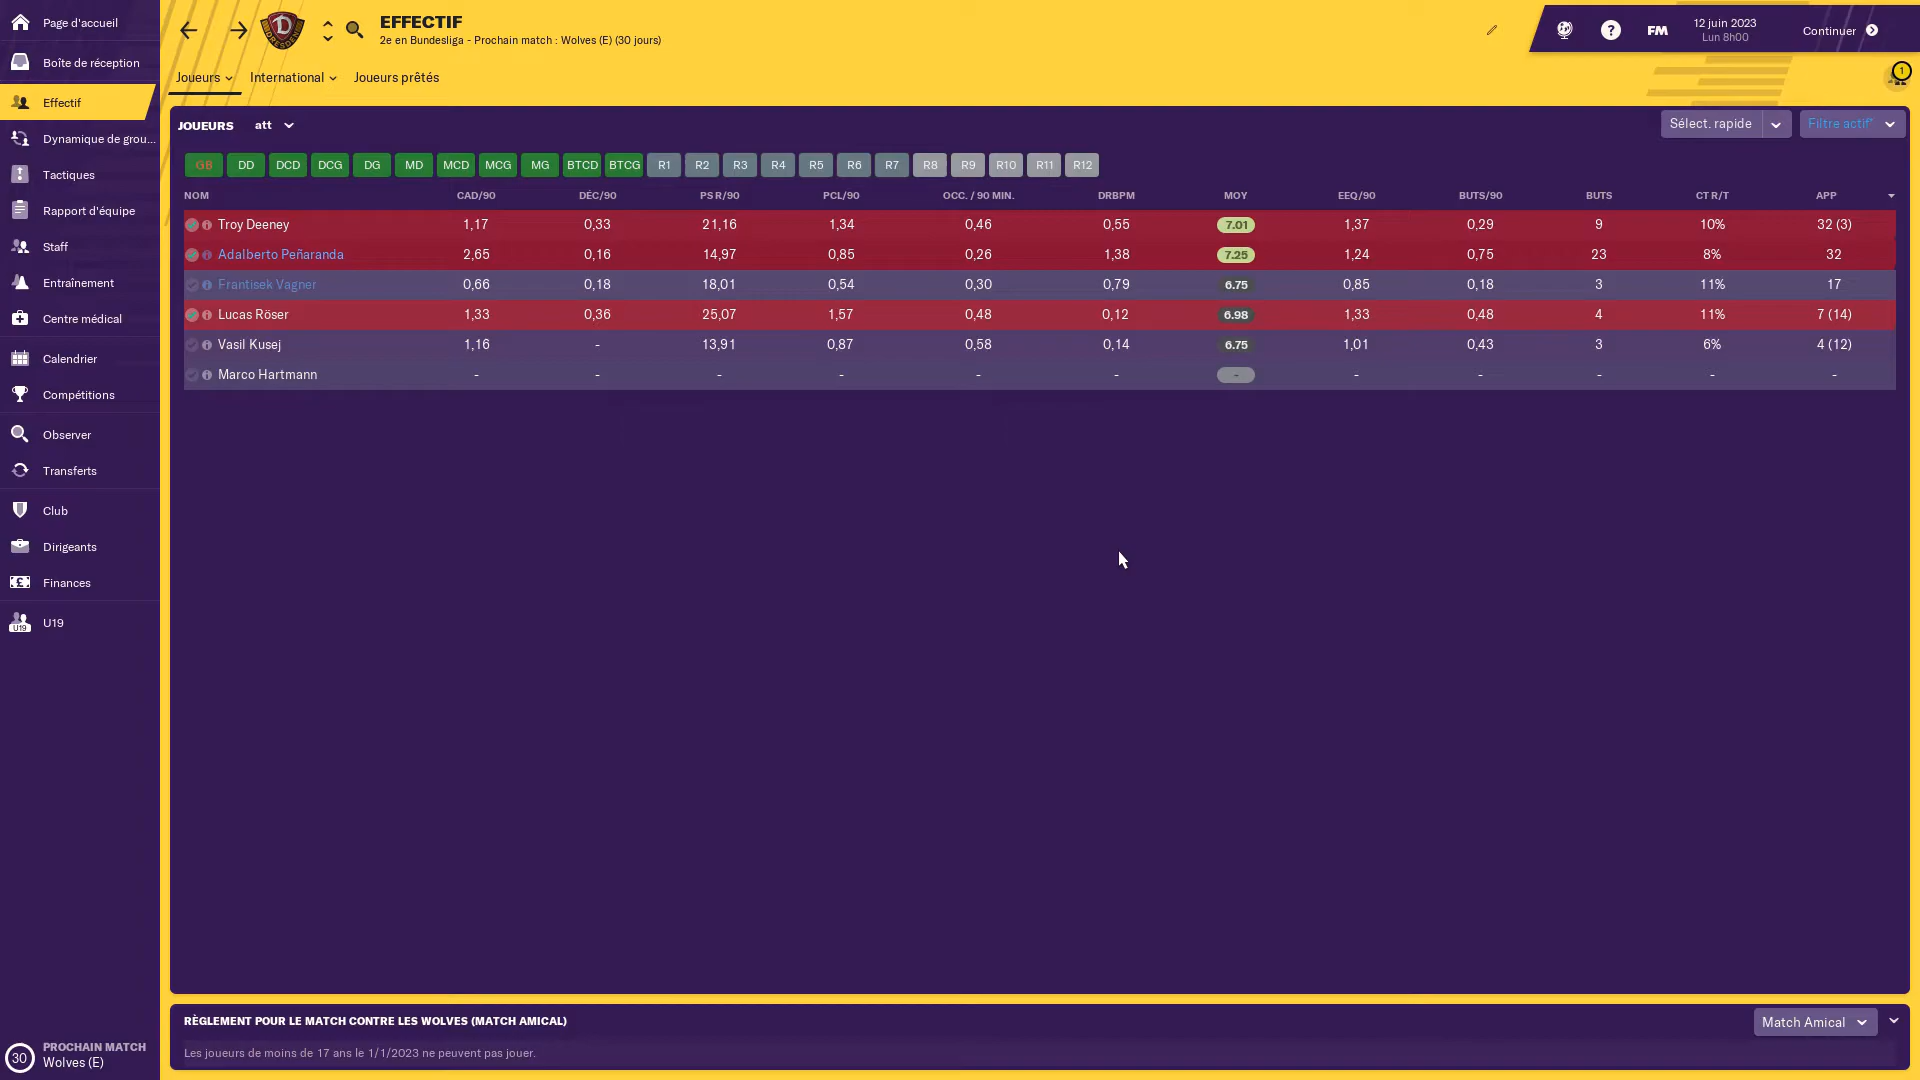 Page d'accueil
Boîte de réception
Effectif
Dynamique de grou...
Tactiques
Rapport d'équipe
Staff
Entraînement
Centre médical
Calendrier
Compétitions
Observer
Transferts
Club
Dirigeants
Finances
U19
U19
30 PROCHAIN MATCH
Wolves (E)
EFFECTIF
2e en Bundesliga - Prochain match : Wolves (E) (30 jours)
? FM
12 juin 2023
Lun 8h00
Continuer
Joueurs International Joueurs prêtés
1
JOUEURS att
Sélect. rapide Filtre actif*
GB DD DCD DCG DG MD MCD MCG MG BTCD BTCG R1 R2 R3 R4 R5 R6 R7 R8 R9 R10 R11 R12
NOM CAD/90 DÉC/90 PS R/90 PCL/90 OCC. / 90 MIN. DRBPM MOY EEQ/90 BUTS/90 BUTS CT R/T APP
Troy Deeney 1,17 0,33 21,16 1,34 0,46 0,55 7.01 1,37 0,29 9 10% 32 (3)
Adalberto Peñaranda 2,65 0,16 14,97 0,85 0,26 1,38 7.25 1,24 0,75 23 8% 32
Frantisek Vagner 0,66 0,18 18,01 0,54 0,30 0,79 6.75 0,85 0,18 3 11% 17
Lucas Röser 1,33 0,36 25,07 1,57 0,48 0,12 6.98 1,33 0,48 4 11% 7 (14)
Vasil Kusej 1,16 - 13,91 0,87 0,58 0,14 6.75 1,01 0,43 3 6% 4 (12)
Marco Hartmann - - - - - - - - - - - -
RÈGLEMENT POUR LE MATCH CONTRE LES WOLVES (MATCH AMICAL)
Match Amical
Les joueurs de moins de 17 ans le 1/1/2023 ne peuvent pas jouer.